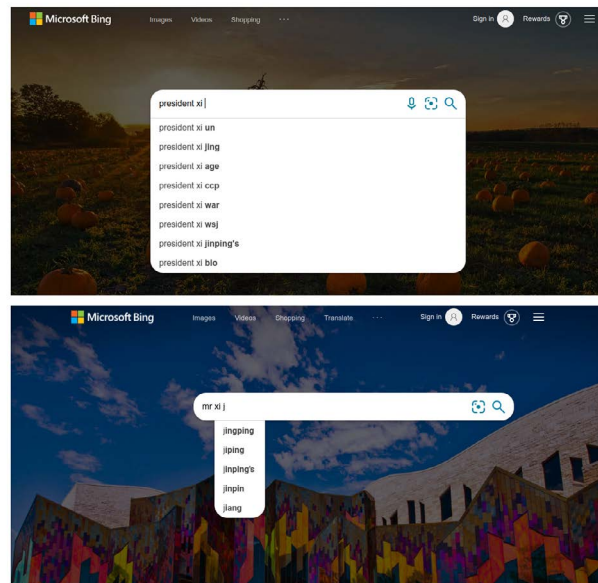 Microsoft Bing Images Videos Shopping ... Sign in Rewards
president xi
president xi un
president xi jing
president xi age
president xi ccp
president xi war
president xi wsj
president xi jinping's
president xi bio
Microsoft Bing Images Videos Shopping Translate ... Sign in Rewards
mr xi j
jingping
jiping
jinping's
jinpin
jiang